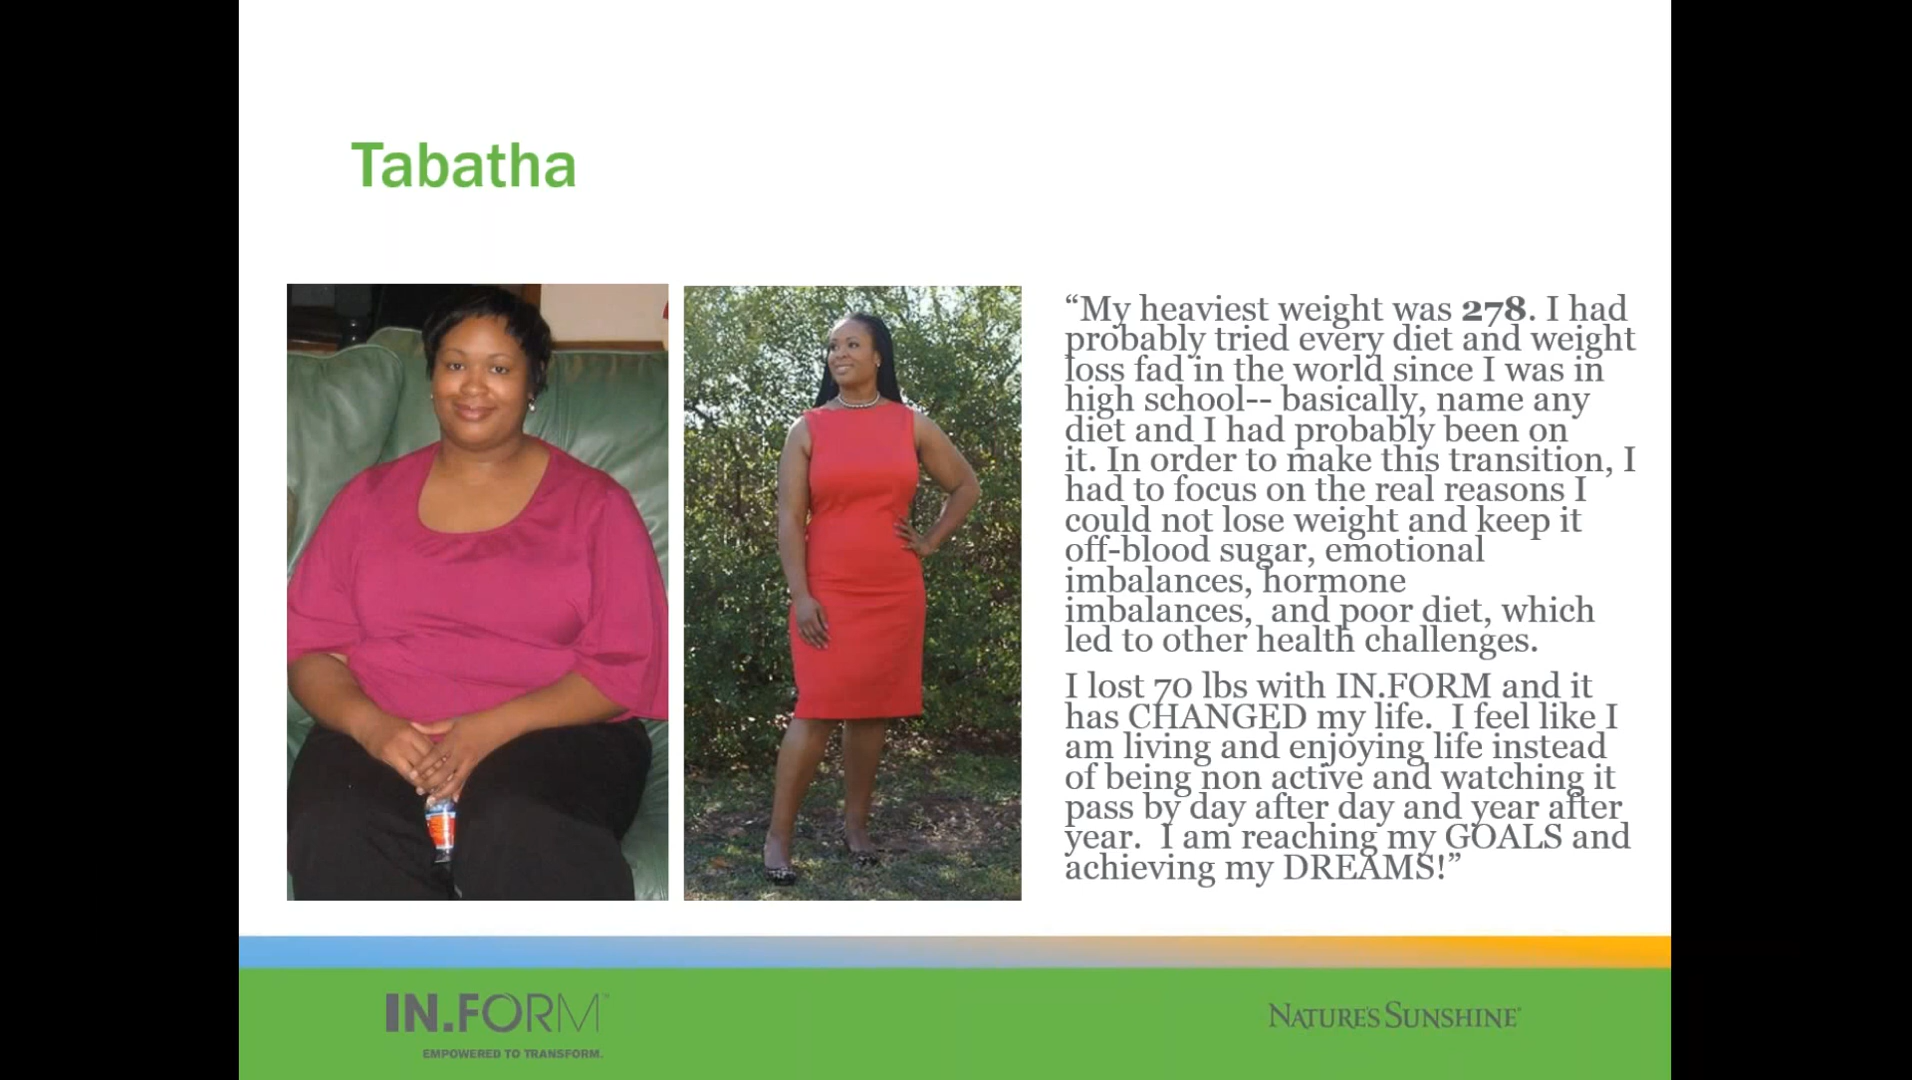 Tabatha
“My heaviest weight was 278. I had
probably tried every diet and weight
loss fad in the world since I was in
high school-- basically, name any
diet and I had probably been on
it. In order to make this transition, I
had to focus on the real reasons I
could not lose weight and keep it
off-blood sugar, emotional
imbalances, hormone
imbalances,  and poor diet, which
led to other health challenges.
I lost 70 lbs with IN.FORM and it
has CHANGED my life.  I feel like I
am living and enjoying life instead
of being non active and watching it
pass by day after day and year after
year.  I am reaching my GOALS and
achieving my DREAMS!”
IN.FORM™
EMPOWERED TO TRANSFORM.
NATURE'S SUNSHINE®